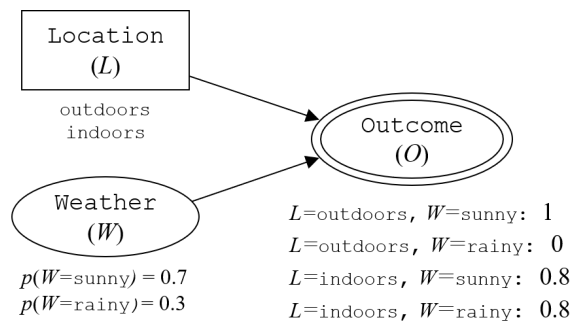 Location
(L)
outdoors
indoors
Outcome
(O)
Weather
(W)
p(W=sunny) = 0.7
p(W=rainy) = 0.3
L=outdoors, W=sunny: 1
L=outdoors, W=rainy: 0
L=indoors, W=sunny: 0.8
L=indoors, W=rainy: 0.8